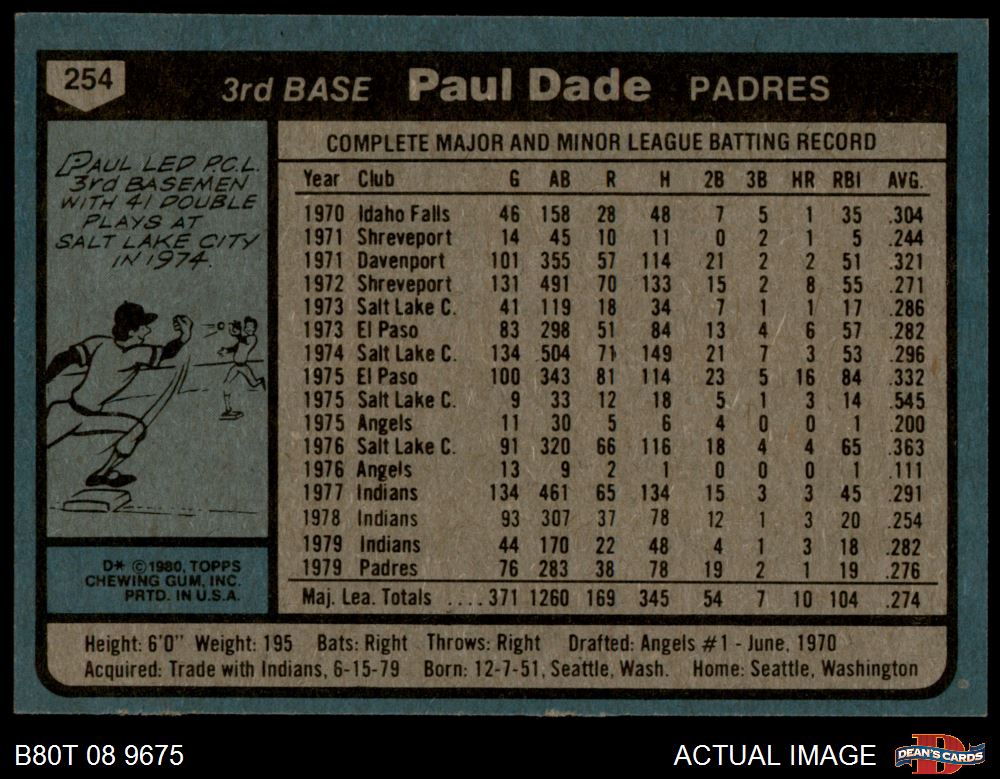 254
3rd BASE Paul Dade PADRES
PAUL LED P.C.L.
3rd BASEMEN
WITH 41 DOUBLE
PLAYS AT
SALT LAKE CITY
IN 1974.
D* ©1980, TOPPS
CHEWING GUM, INC.
PRTD. IN U.S.A.
COMPLETE MAJOR AND MINOR LEAGUE BATTING RECORD
Year Club G AB R H 2B 3B HR RBI AVG.
1970 Idaho Falls 46 158 28 48 7 5 1 35 .304
1971 Shreveport 14 45 10 11 0 2 1 5 .244
1971 Davenport 101 355 57 114 21 2 2 51 .321
1972 Shreveport 131 491 70 133 15 2 8 55 .271
1973 Salt Lake C. 41 119 18 34 7 1 1 17 .286
1973 El Paso 83 298 51 84 13 4 6 57 .282
1974 Salt Lake C. 134 504 71 149 21 7 3 53 .296
1975 El Paso 100 343 81 114 23 5 16 84 .332
1975 Salt Lake C. 9 33 12 18 5 1 3 14 .545
1975 Angels 11 30 5 6 4 0 0 1 .200
1976 Salt Lake C. 91 320 66 116 18 4 4 65 .363
1976 Angels 13 9 2 1 0 0 0 1 .111
1977 Indians 134 461 65 134 15 3 3 45 .291
1978 Indians 93 307 37 78 12 1 3 20 .254
1979 Indians 44 170 22 48 4 1 3 18 .282
1979 Padres 76 283 38 78 19 2 1 19 .276
Maj. Lea. Totals ....371 1260 169 345 54 7 10 104 .274
Height: 6'0" Weight: 195 Bats: Right Throws: Right Drafted: Angels #1 - June, 1970
Acquired: Trade with Indians, 6-15-79 Born: 12-7-51, Seattle, Wash. Home: Seattle, Washington
B80T 08 9675
ACTUAL IMAGE
DEAN'S CARDS